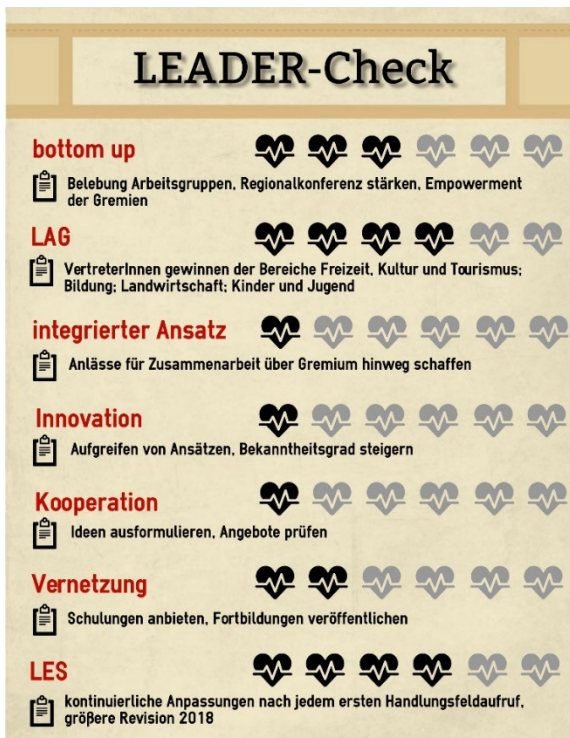 LEADER-Check
bottom up
Belebung Arbeitsgruppen, Regionalkonferenz stärken, Empowerment
der Gremien
LAG
VertreterInnen gewinnen der Bereiche Freizeit, Kultur und Tourismus;
Bildung; Landwirtschaft; Kinder und Jugend
integrierter Ansatz
Anlässe für Zusammenarbeit über Gremium hinweg schaffen
Innovation
Aufgreifen von Ansätzen, Bekanntheitsgrad steigern
Kooperation
Ideen ausformulieren, Angebote prüfen
Vernetzung
Schulungen anbieten, Fortbildungen veröffentlichen
LES
kontinuierliche Anpassungen nach jedem ersten Handlungsfeldaufruf,
größere Revision 2018